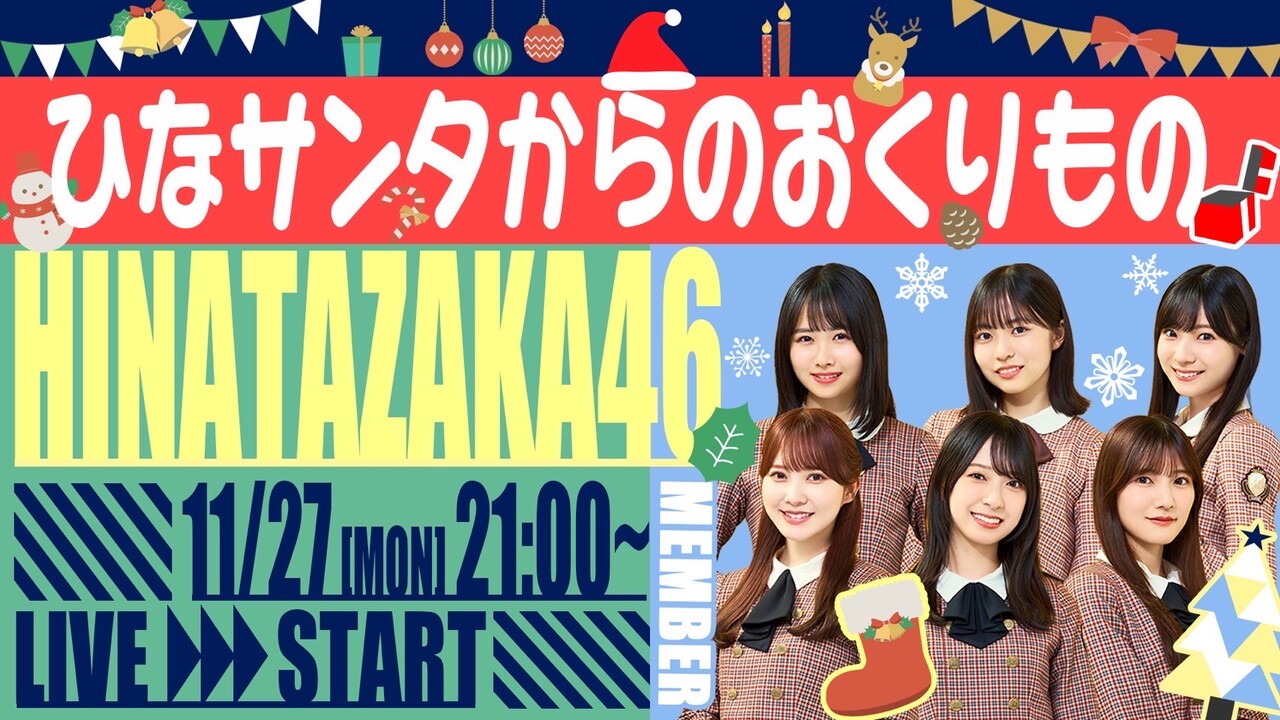 ひなサンタからのおくりもの
HINATAZAKA46
11/27 [MON] 21:00~
LIVE START
MEMBER